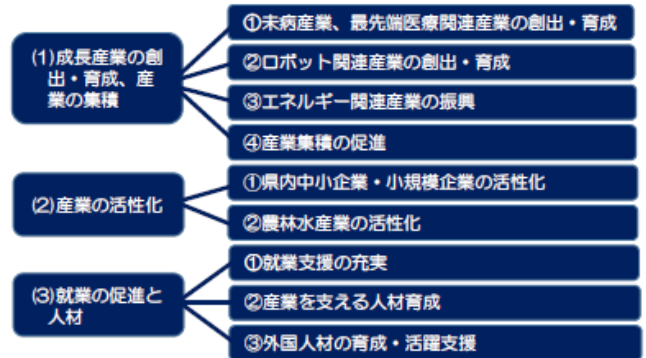 (1)成長産業の創
出・育成、産
業の集積
①未病産業、最先端医療関連産業の創出・育成
②ロボット関連産業の創出・育成
③エネルギー関連産業の振興
④産業集積の促進
(2)産業の活性化
①県内中小企業・小規模企業の活性化
②農林水産業の活性化
(3)就業の促進と
人材
①就業支援の充実
②産業を支える人材育成
③外国人材の育成・活躍支援